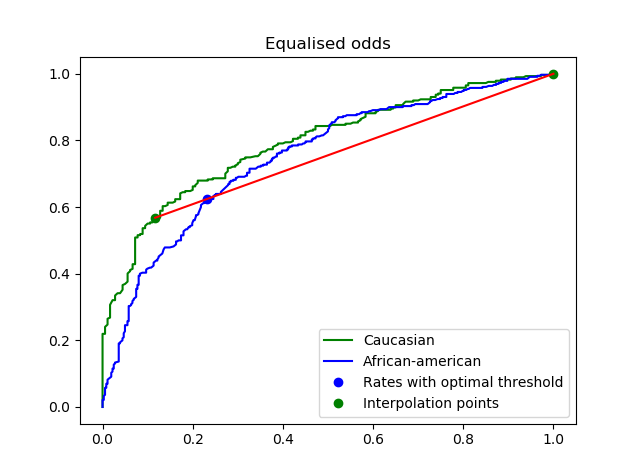 Equalised odds
1.0
0.8
0.6
0.4
0.2
0.0
0.0 0.2 0.4 0.6 0.8 1.0
Caucasian
African-american
Rates with optimal threshold
Interpolation points